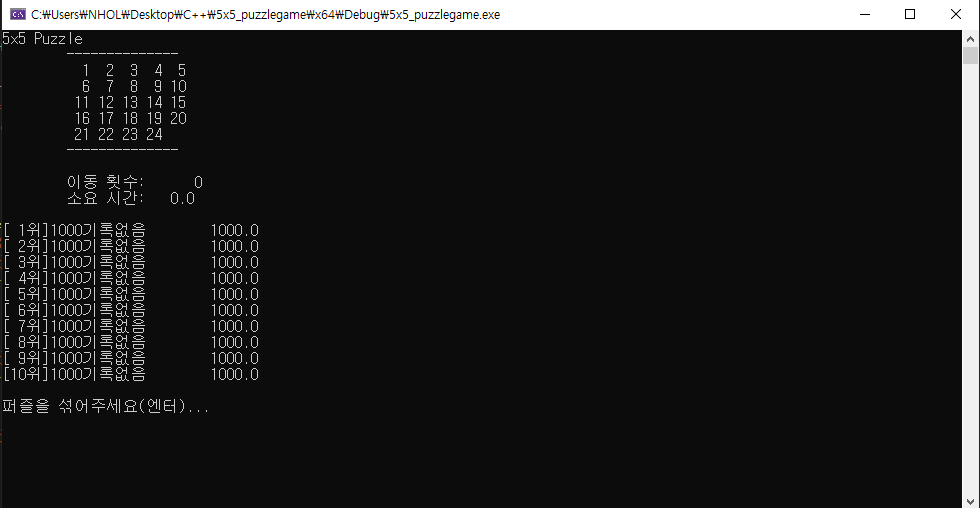 C:₩Users₩NHOL₩Desktop₩C++₩5x5_puzzlegame₩x64₩Debug₩5x5_puzzlegame.exe
5x5 Puzzle
--------------
1 2 3 4 5
6 7 8 9 10
11 12 13 14 15
16 17 18 19 20
21 22 23 24
--------------
이동 횟수: 0
소요 시간: 0.0
[ 1위]1000기록없음 1000.0
[ 2위]1000기록없음 1000.0
[ 3위]1000기록없음 1000.0
[ 4위]1000기록없음 1000.0
[ 5위]1000기록없음 1000.0
[ 6위]1000기록없음 1000.0
[ 7위]1000기록없음 1000.0
[ 8위]1000기록없음 1000.0
[ 9위]1000기록없음 1000.0
[10위]1000기록없음 1000.0
퍼즐을 섞어주세요(엔터)...